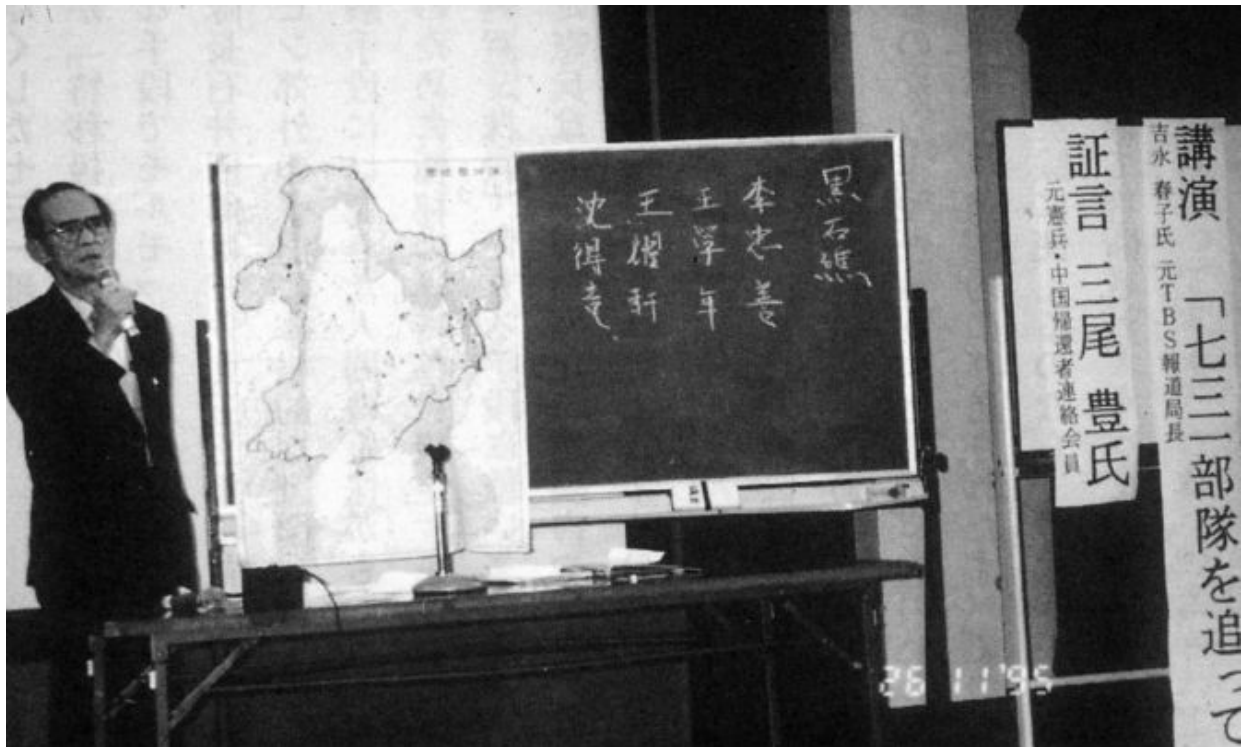 講演 「七三一部隊を追って
吉永 春子氏 元TBS報道局長
証言 三尾 豊氏
元憲兵・中国帰還者連絡会員
黒石礁
李忠善
王学年
王耀軒
沈得竜
26 11 '95